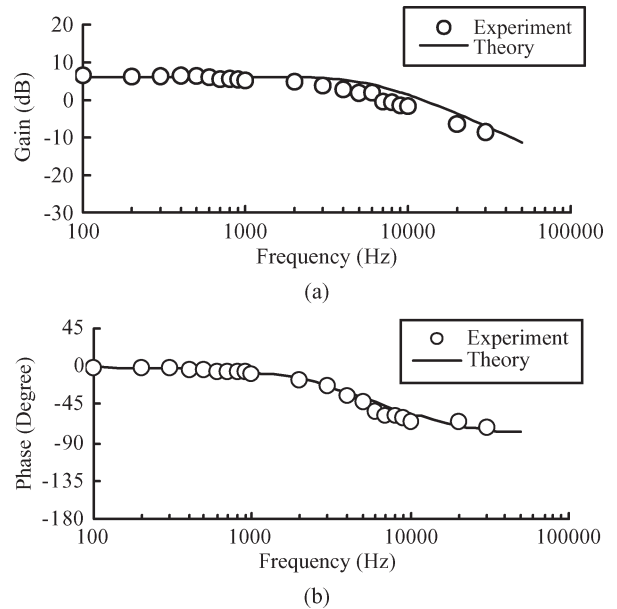 20
10
0
-10
-20
-30
Gain (dB)
Experiment
Theory
100
1000
10000
100000
Frequency (Hz)
(a)
45
0
-45
-90
-135
-180
Phase (Degree)
Experiment
Theory
100
1000
10000
100000
Frequency (Hz)
(b)